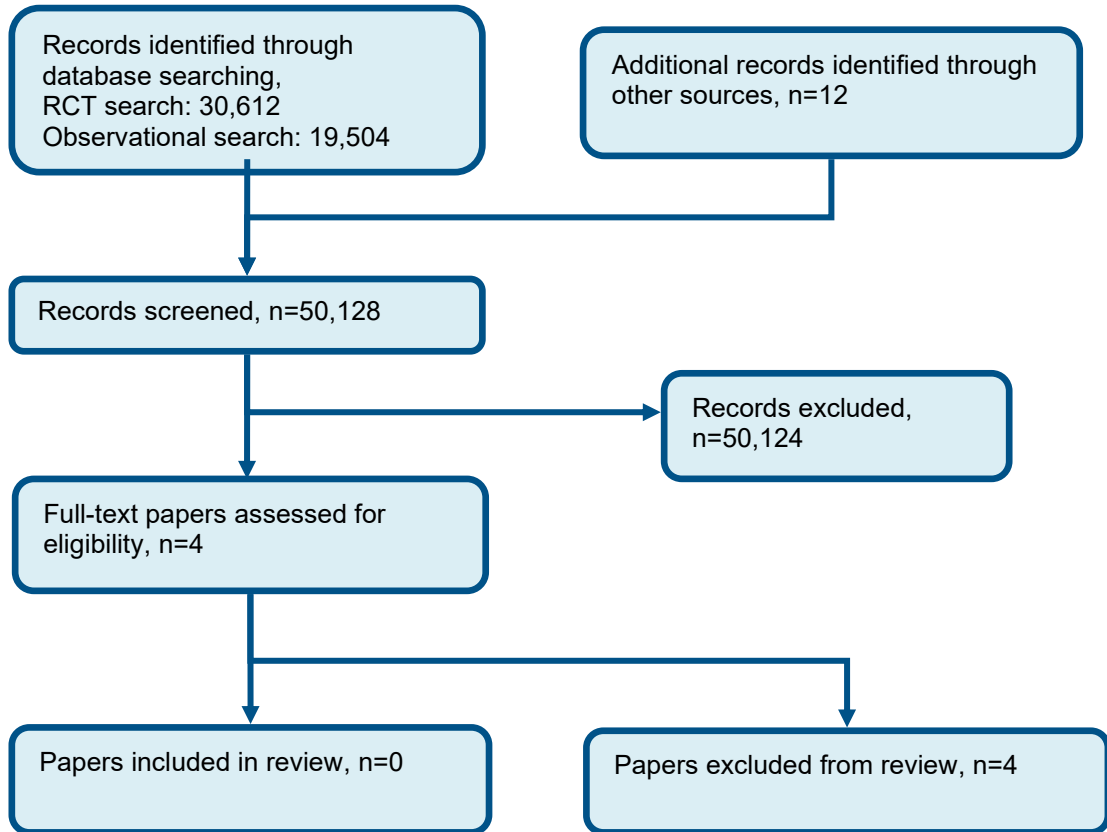 Records identified through
database searching,
RCT search: 30,612
Observational search: 19,504
Additional records identified through
other sources, n=12
Records screened, n=50,128
Records excluded,
n=50,124
Full-text papers assessed for
eligibility, n=4
Papers included in review, n=0
Papers excluded from review, n=4